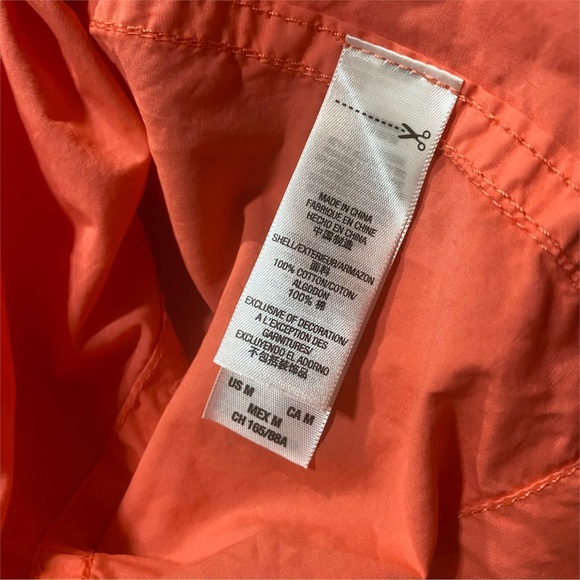 MADE IN CHINA
FABRIQUE EN CHINE
HECHO EN CHINA
中国制造
SHELL/EXTERIEUR/ARMAZON
面料
100% COTTON/COTON/
ALGODÓN
100% 棉
EXCLUSIVE OF DECORATION/
A L'EXCEPTION DES
GARNITURES/
EXCLUYENDO EL ADORNO
不包括装饰品
US M CA M
MEX M
CH 165/88A